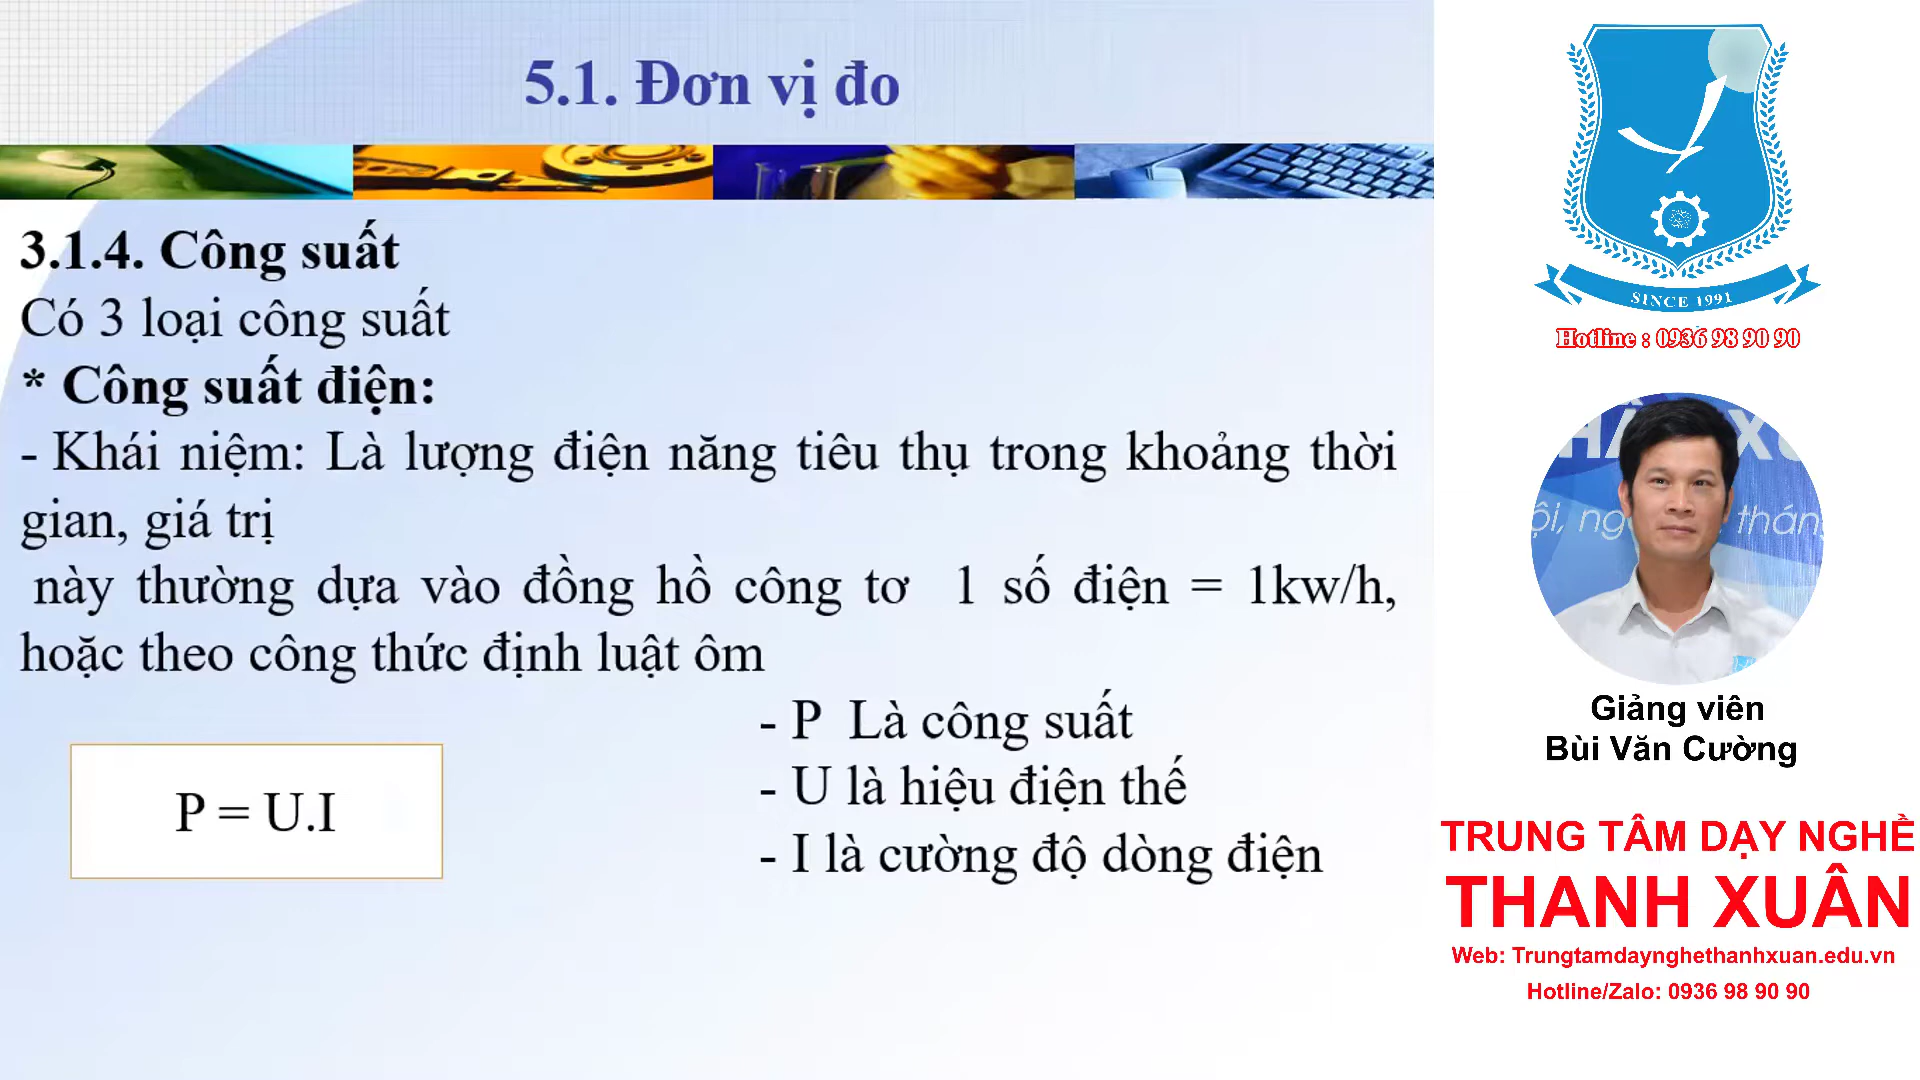 5.1. Đơn vị đo
3.1.4. Công suất
Có 3 loại công suất
* Công suất điện:
- Khái niệm: Là lượng điện năng tiêu thụ trong khoảng thời
gian, giá trị
này thường dựa vào đồng hồ công tơ 1 số điện = 1kw/h,
hoặc theo công thức định luật ôm
- P Là công suất
- U là hiệu điện thế
- I là cường độ dòng điện
P = U.I
SINCE 1991
Hotline : 0936 98 90 90
Giảng viên
Bùi Văn Cường
TRUNG TÂM DẠY NGHỀ
THANH XUÂN
Web: Trungtamdaynghethanhxuan.edu.vn
Hotline/Zalo: 0936 98 90 90